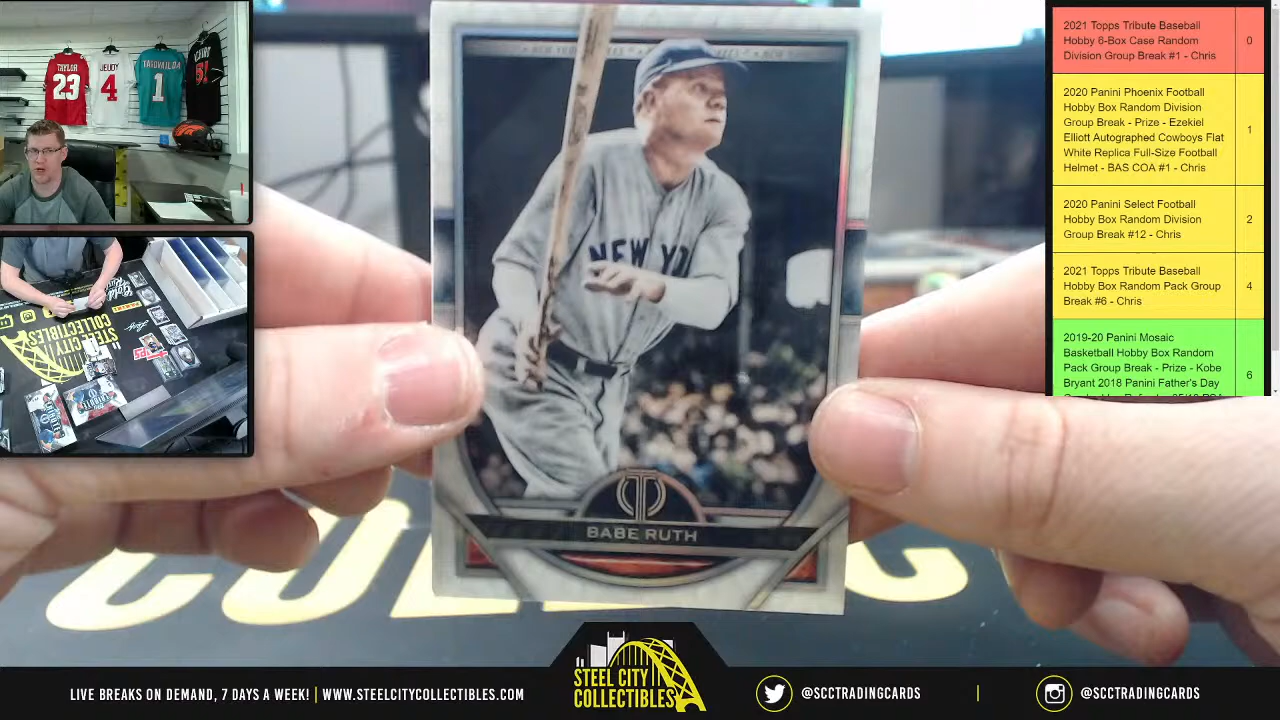 TAYLOR
23
JEUDY
4
TAGOVAILOA
1
51
STEEL CITY
COLLECTIBLES
NEW YO
BABE RUTH
2021 Topps Tribute Baseball
Hobby 6-Box Case Random
Division Group Break #1 - Chris
0
2020 Panini Phoenix Football
Hobby Box Random Division
Group Break - Prize - Ezekiel
Elliott Autographed Cowboys Flat
White Replica Full-Size Football
Helmet - BAS COA #1 - Chris
1
2020 Panini Select Football
Hobby Box Random Division
Group Break #12 - Chris
2
2021 Topps Tribute Baseball
Hobby Box Random Pack Group
Break #6 - Chris
4
2019-20 Panini Mosaic
Basketball Hobby Box Random
Pack Group Break - Prize - Kobe
Bryant 2018 Panini Father's Day
6
LIVE BREAKS ON DEMAND, 7 DAYS A WEEK! | WWW.STEELCITYCOLLECTIBLES.COM
STEEL CITY
COLLECTIBLES
@SCCTRADINGCARDS
@SCCTRADINGCARDS